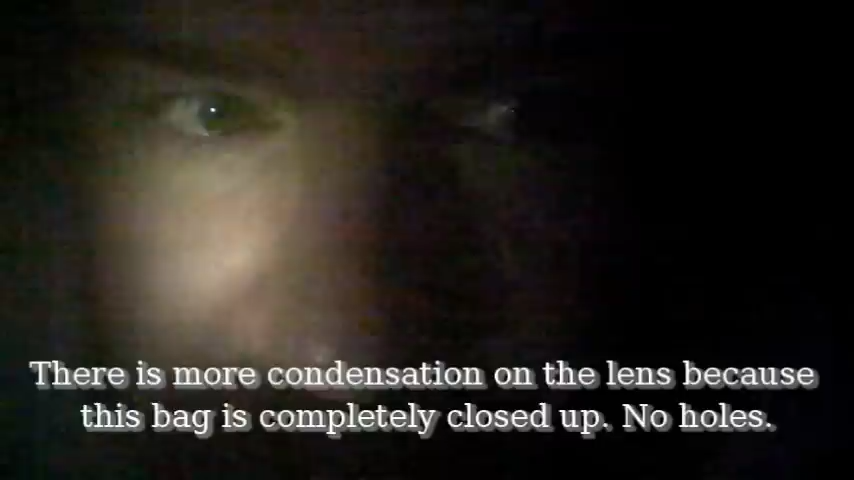 There is more condensation on the lens because
this bag is completely closed up. No holes.